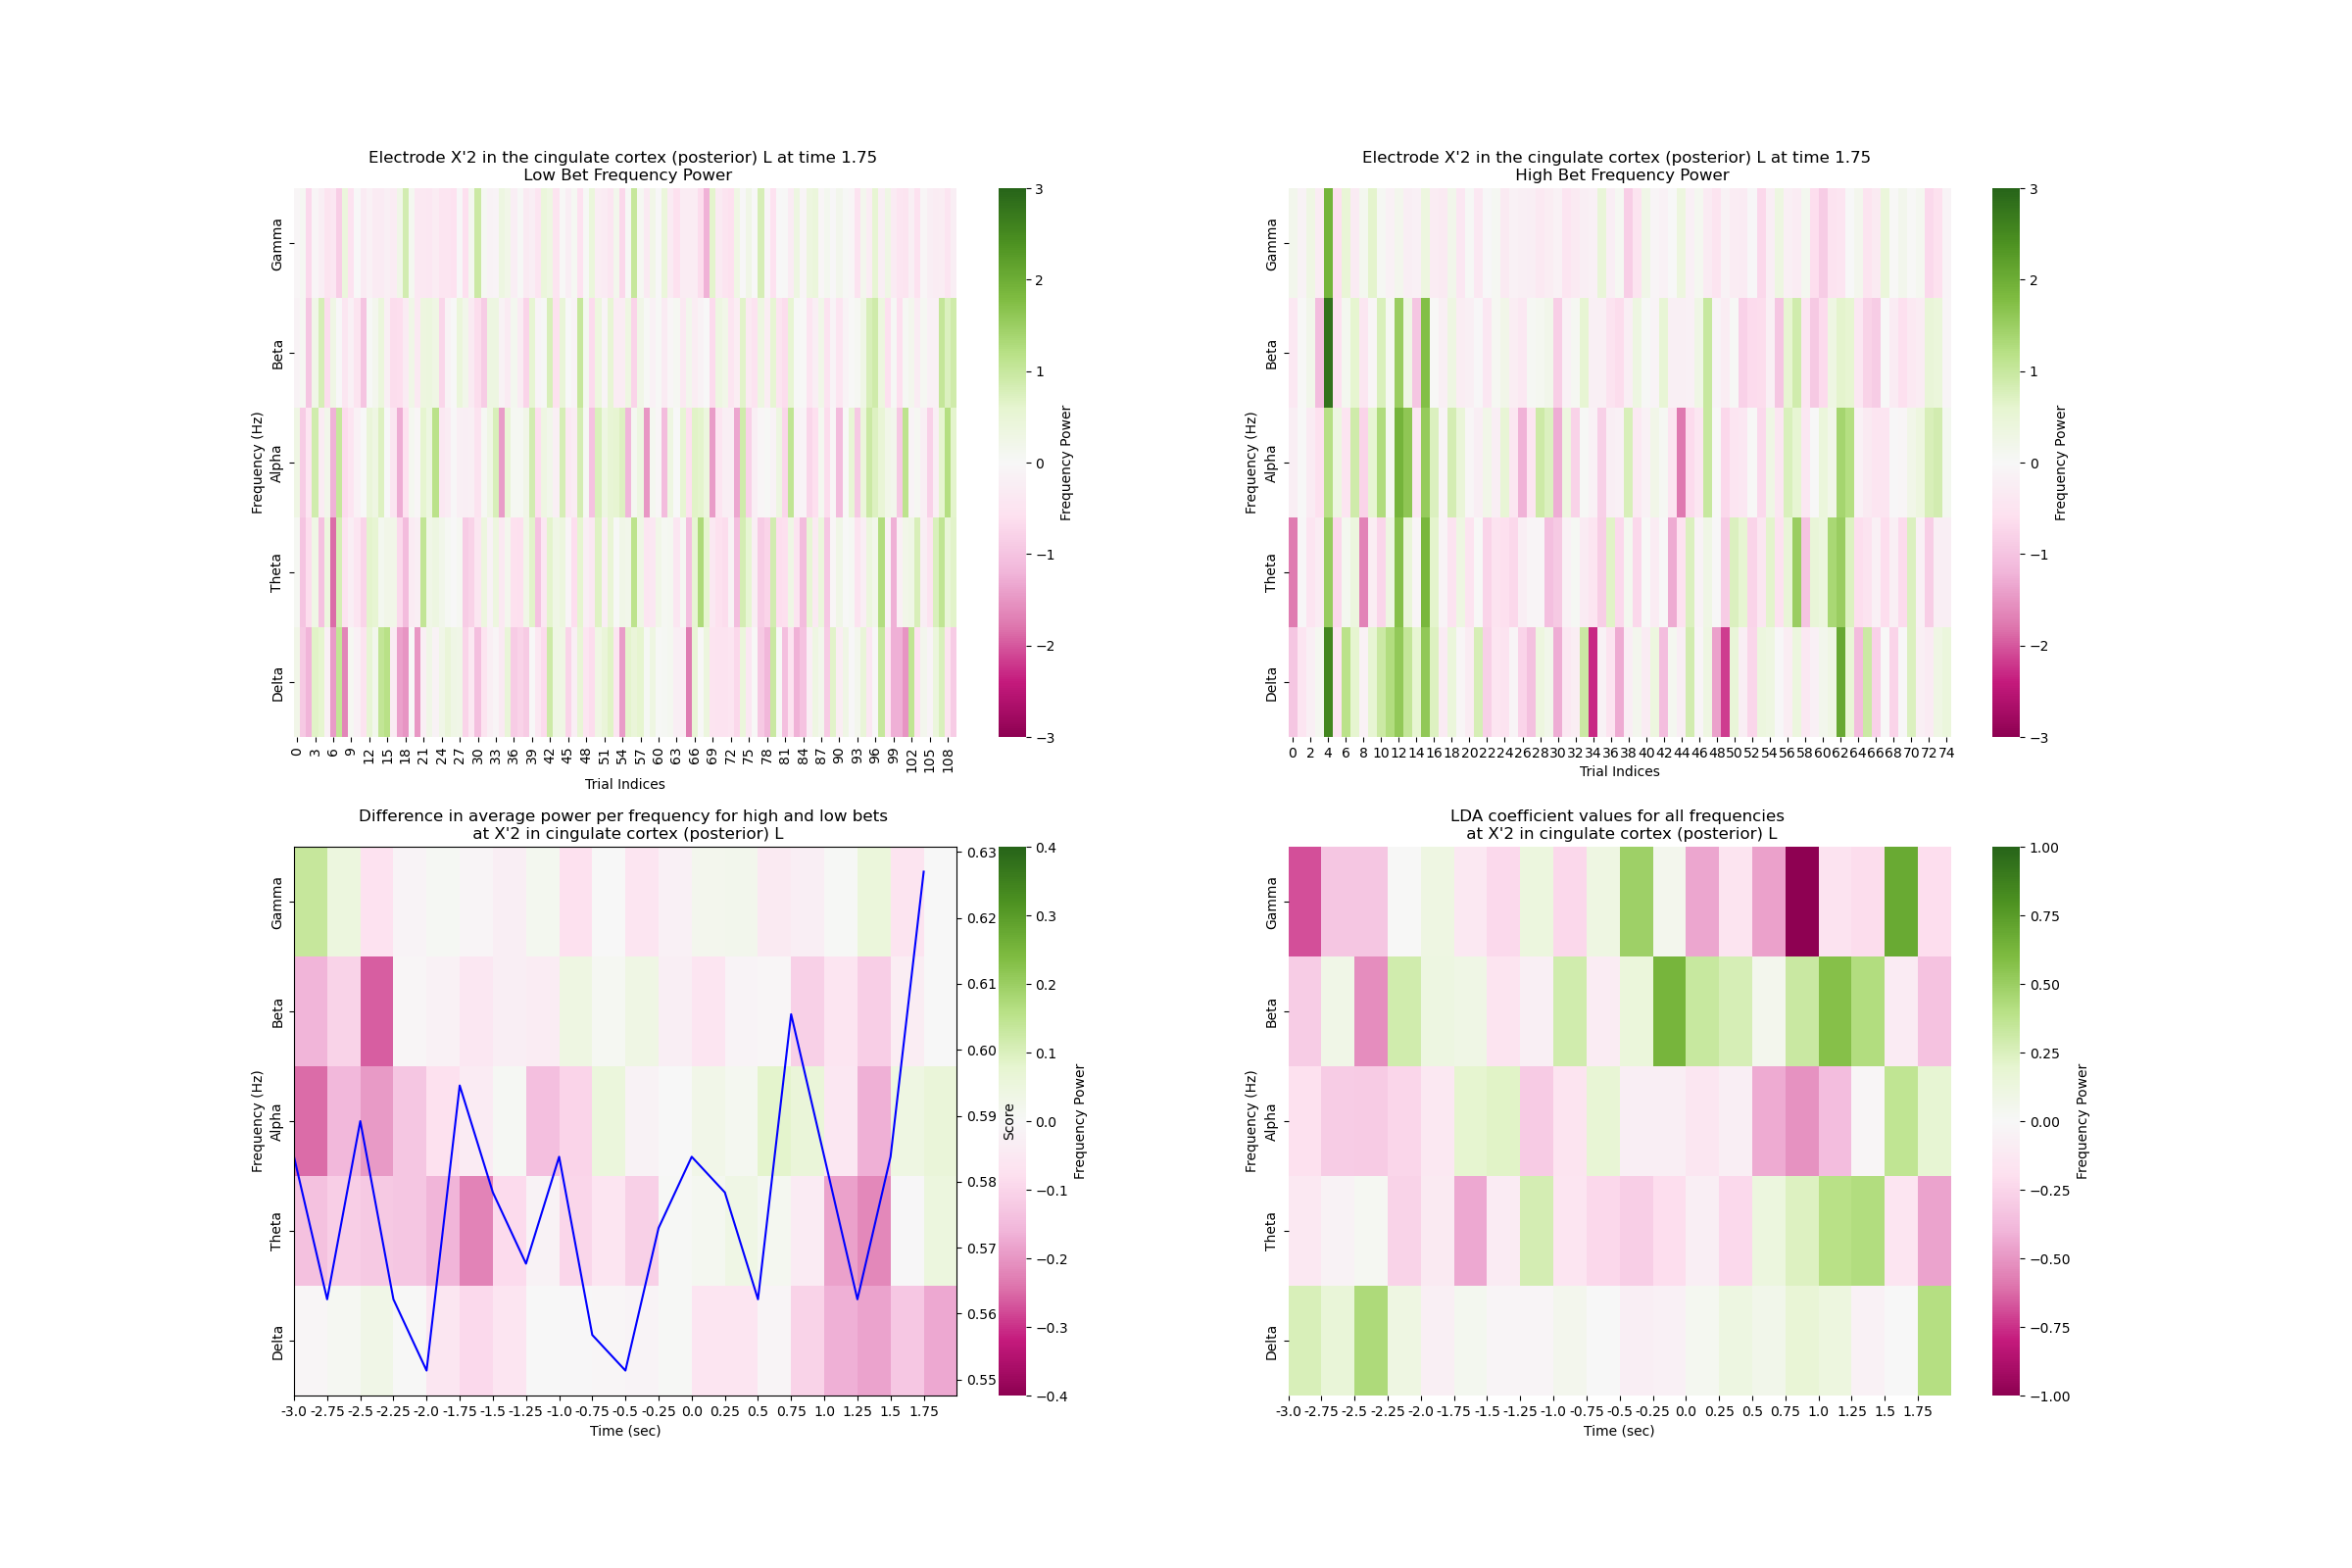 Electrode X'2 in the cingulate cortex (posterior) L at time 1.75
Low Bet Frequency Power
Frequency (Hz)
Gamma
Beta
Alpha
Theta
Delta
0 3 6 9 12 15 18 21 24 27 30 33 36 39 42 45 48 51 54 57 60 63 66 69 72 75 78 81 84 87 90 93 96 99 102 105 108
Trial Indices
3
2
1
0
−1
−2
−3
Frequency Power
Electrode X'2 in the cingulate cortex (posterior) L at time 1.75
High Bet Frequency Power
Frequency (Hz)
Gamma
Beta
Alpha
Theta
Delta
0 2 4 6 8 10 12 14 16 18 20 22 24 26 28 30 32 34 36 38 40 42 44 46 48 50 52 54 56 58 60 62 64 66 68 70 72 74
Trial Indices
3
2
1
0
−1
−2
−3
Frequency Power
Difference in average power per frequency for high and low bets
at X'2 in cingulate cortex (posterior) L
Frequency (Hz)
Gamma
Beta
Alpha
Theta
Delta
-3.0 -2.75 -2.5 -2.25 -2.0 -1.75 -1.5 -1.25 -1.0 -0.75 -0.5 -0.25 0.0 0.25 0.5 0.75 1.0 1.25 1.5 1.75
Time (sec)
0.63
0.62
0.61
0.60
0.59
0.58
0.57
0.56
0.55
Score
0.4
0.3
0.2
0.1
0.0
−0.1
−0.2
−0.3
−0.4
Frequency Power
LDA coefficient values for all frequencies
at X'2 in cingulate cortex (posterior) L
Frequency (Hz)
Gamma
Beta
Alpha
Theta
Delta
-3.0 -2.75 -2.5 -2.25 -2.0 -1.75 -1.5 -1.25 -1.0 -0.75 -0.5 -0.25 0.0 0.25 0.5 0.75 1.0 1.25 1.5 1.75
Time (sec)
1.00
0.75
0.50
0.25
0.00
−0.25
−0.50
−0.75
−1.00
Frequency Power